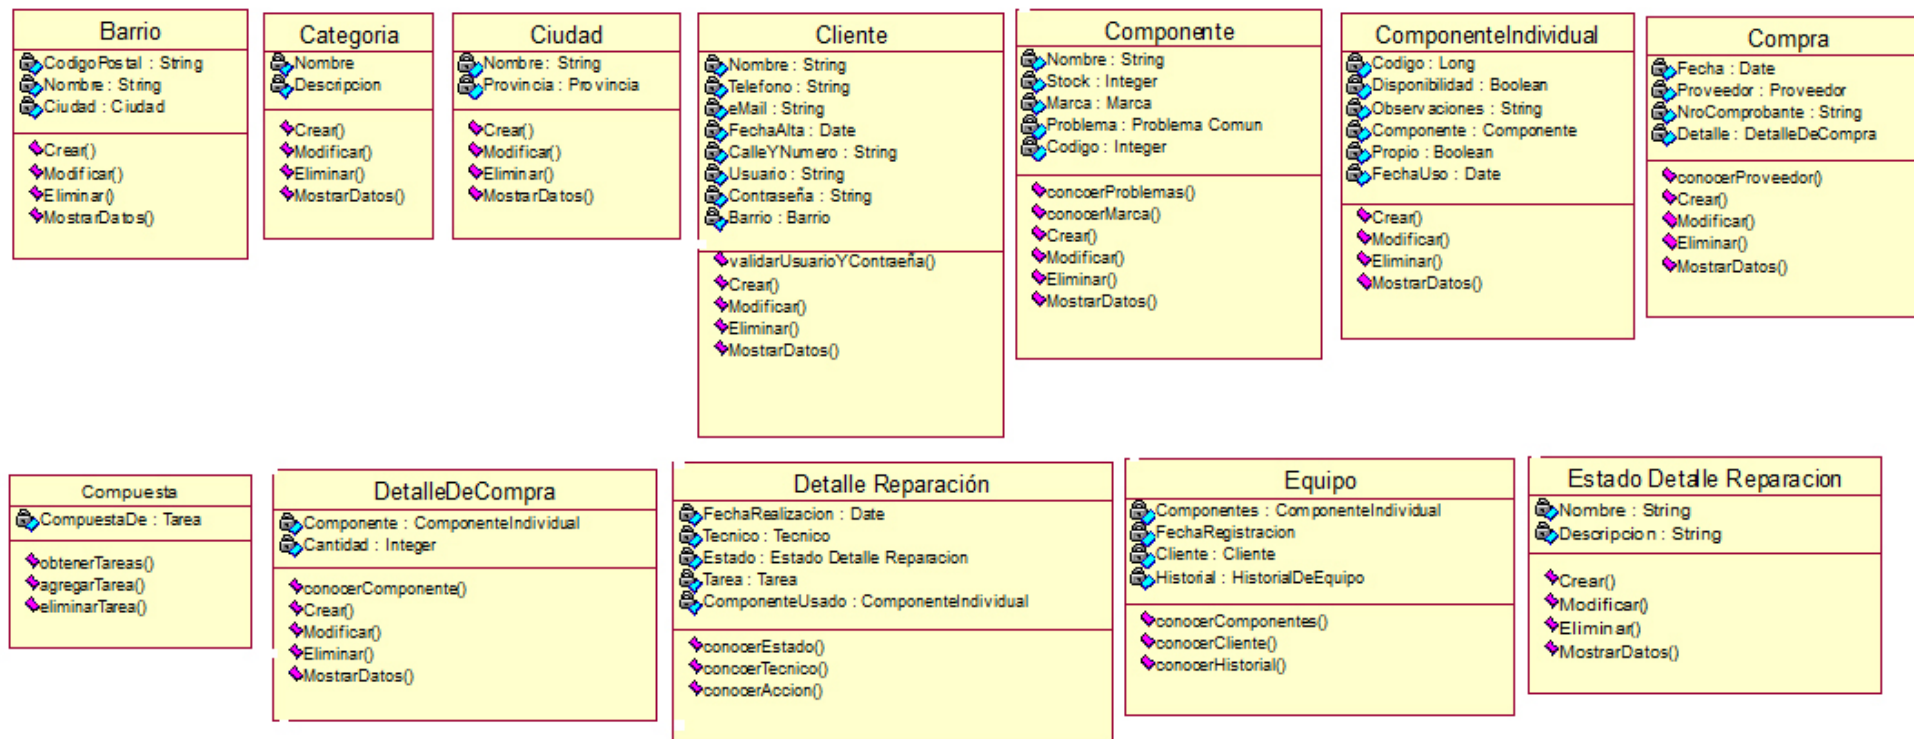 Barrio
CodigoPostal : String
Nombre : String
Ciudad : Ciudad
Crear()
Modificar()
Eliminar()
MostrarDatos()
Categoria
Nombre
Descripcion
Crear()
Modificar()
Eliminar()
MostrarDatos()
Ciudad
Nombre : String
Provincia : Provincia
Crear()
Modificar()
Eliminar()
MostrarDatos()
Cliente
Nombre : String
Telefono : String
eMail : String
FechaAlta : Date
CalleYNumero : String
Usuario : String
Contraseña : String
Barrio : Barrio
validarUsuarioYContraeña()
Crear()
Modificar()
Eliminar()
MostrarDatos()
Componente
Nombre : String
Stock : Integer
Marca : Marca
Problema : Problema Comun
Codigo : Integer
concoerProblemas()
conocerMarca()
Crear()
Modificar()
Eliminar()
MostrarDatos()
ComponenteIndividual
Codigo : Long
Disponibilidad : Boolean
Observaciones : String
Componente : Componente
Propio : Boolean
FechaUso : Date
Crear()
Modificar()
Eliminar()
MostrarDatos()
Compra
Fecha : Date
Proveedor : Proveedor
NroComprobante : String
Detalle : DetalleDeCompra
conocerProveedor()
Crear()
Modificar()
Eliminar()
MostrarDatos()
Compuesta
CompuestaDe : Tarea
obtenerTareas()
agregarTarea()
eliminarTarea()
DetalleDeCompra
Componente : ComponenteIndividual
Cantidad : Integer
conocerComponente()
Crear()
Modificar()
Eliminar()
MostrarDatos()
Detalle Reparación
FechaRealizacion : Date
Tecnico : Tecnico
Estado : Estado Detalle Reparacion
Tarea : Tarea
ComponenteUsado : ComponenteIndividual
conocerEstado()
concoerTecnico()
conocerAccion()
Equipo
Componentes : ComponenteIndividual
FechaRegistracion
Cliente : Cliente
Historial : HistorialDeEquipo
conocerComponentes()
conocerCliente()
conocerHistorial()
Estado Detalle Reparacion
Nombre : String
Descripcion : String
Crear()
Modificar()
Eliminar()
MostrarDatos()